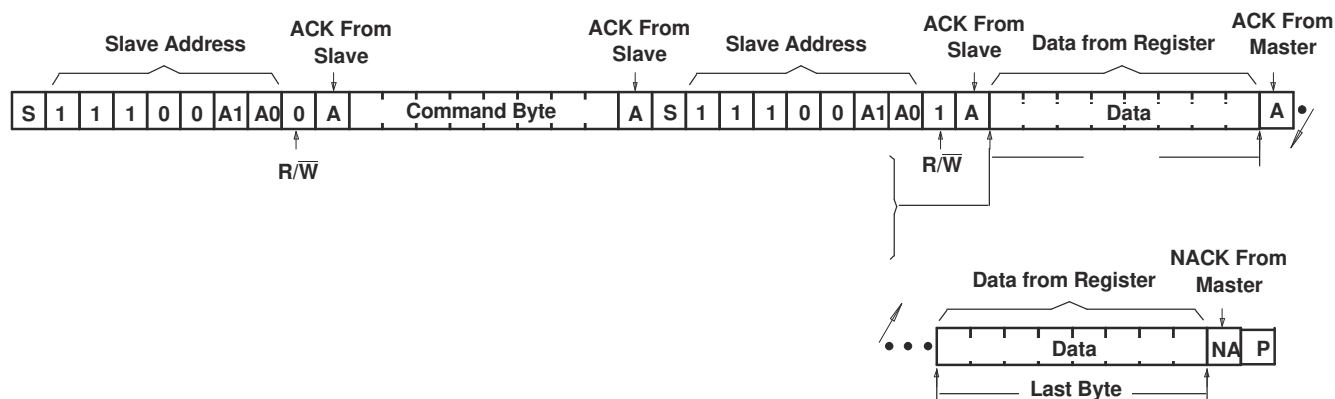 Slave Address
ACK From
Slave
ACK From
Slave
Slave Address
ACK From
Slave
Data from Register
ACK From
Master
S 1 1 1 0 0 A1 A0 0 A Command Byte A S 1 1 1 0 0 A1 A0 1 A Data A
R/W̅
R/W̅
Data from Register
NACK From
Master
Data NA P
Last Byte